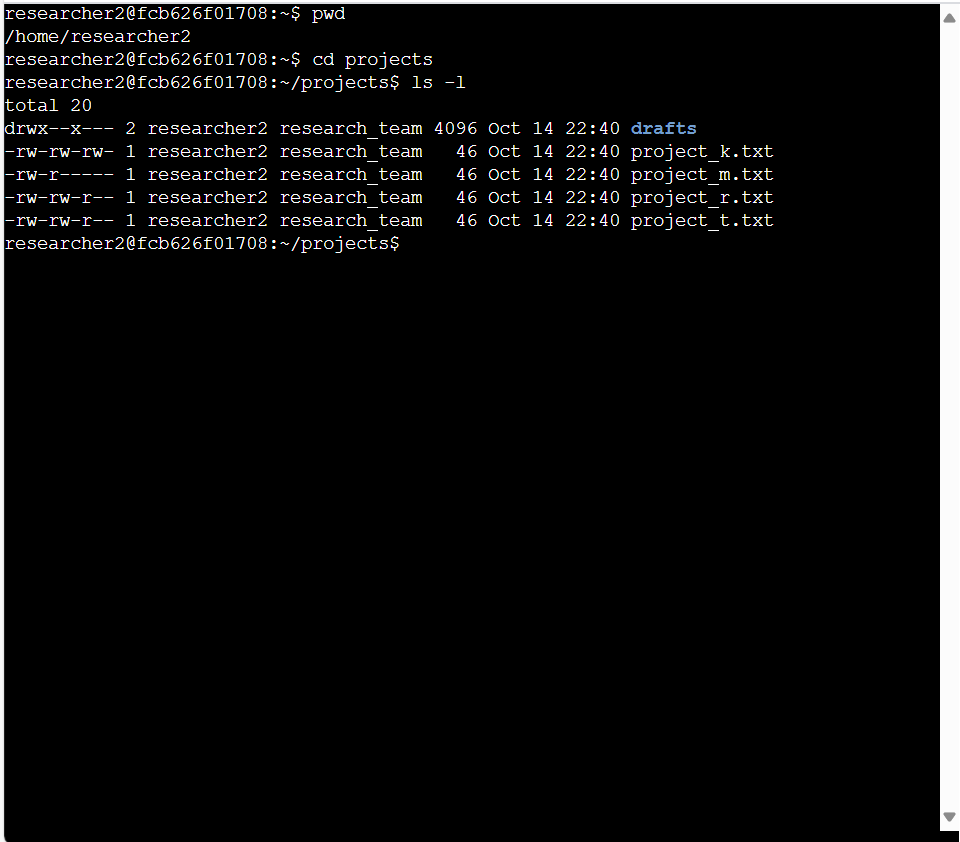 researcher2@fcb626f01708:~$ pwd
/home/researcher2
researcher2@fcb626f01708:~$ cd projects
researcher2@fcb626f01708:~/projects$ ls -l
total 20
drwx--x--- 2 researcher2 research_team 4096 Oct 14 22:40 drafts
-rw-rw-rw- 1 researcher2 research_team   46 Oct 14 22:40 project_k.txt
-rw-r----- 1 researcher2 research_team   46 Oct 14 22:40 project_m.txt
-rw-rw-r-- 1 researcher2 research_team   46 Oct 14 22:40 project_r.txt
-rw-rw-r-- 1 researcher2 research_team   46 Oct 14 22:40 project_t.txt
researcher2@fcb626f01708:~/projects$